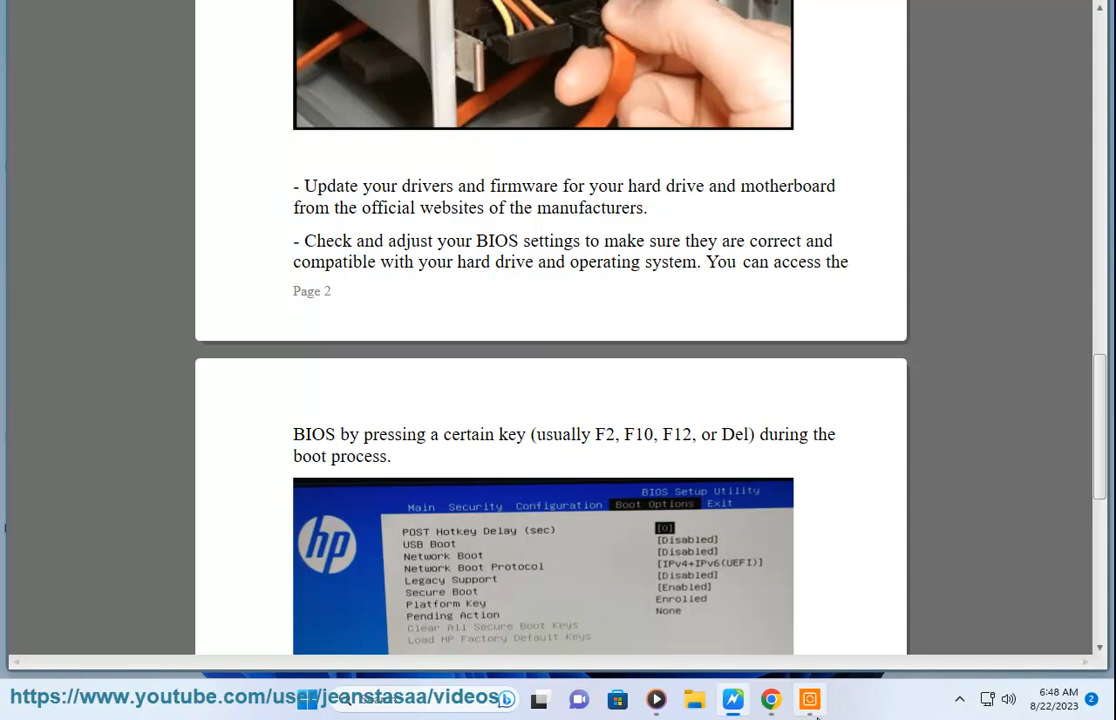 - Update your drivers and firmware for your hard drive and motherboard
from the official websites of the manufacturers.
- Check and adjust your BIOS settings to make sure they are correct and
compatible with your hard drive and operating system. You can access the
Page 2
BIOS by pressing a certain key (usually F2, F10, F12, or Del) during the
boot process.
BIOS Setup Utility
Main Security Configuration Boot Options Exit
hp
POST Hotkey Delay (sec) [0]
USB Boot [Disabled]
Network Boot [Disabled]
Network Boot Protocol [IPv4+IPv6(UEFI)]
Legacy Support [Disabled]
Secure Boot [Enabled]
Platform Key Enrolled
Pending Action None
Clear All Secure Boot Keys
Load HP Factory Default Keys
https://www.youtube.com/user/jeanstasaa/videos
6:48 AM
8/22/2023
2